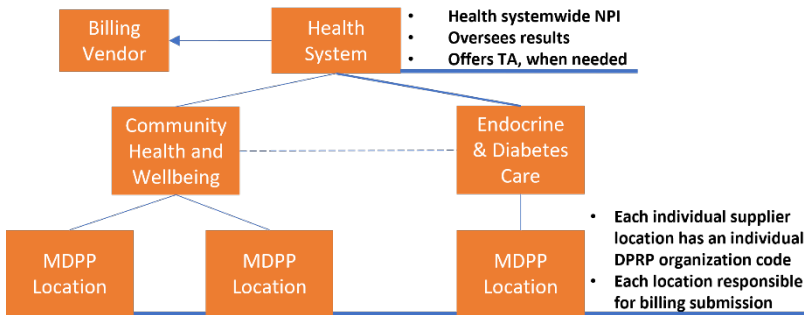 Billing
Vendor
Health
System
• Health systemwide NPI
• Oversees results
• Offers TA, when needed
Community
Health and
Wellbeing
Endocrine
& Diabetes
Care
MDPP
Location
MDPP
Location
MDPP
Location
• Each individual supplier
location has an individual
DPRP organization code
• Each location responsible
for billing submission